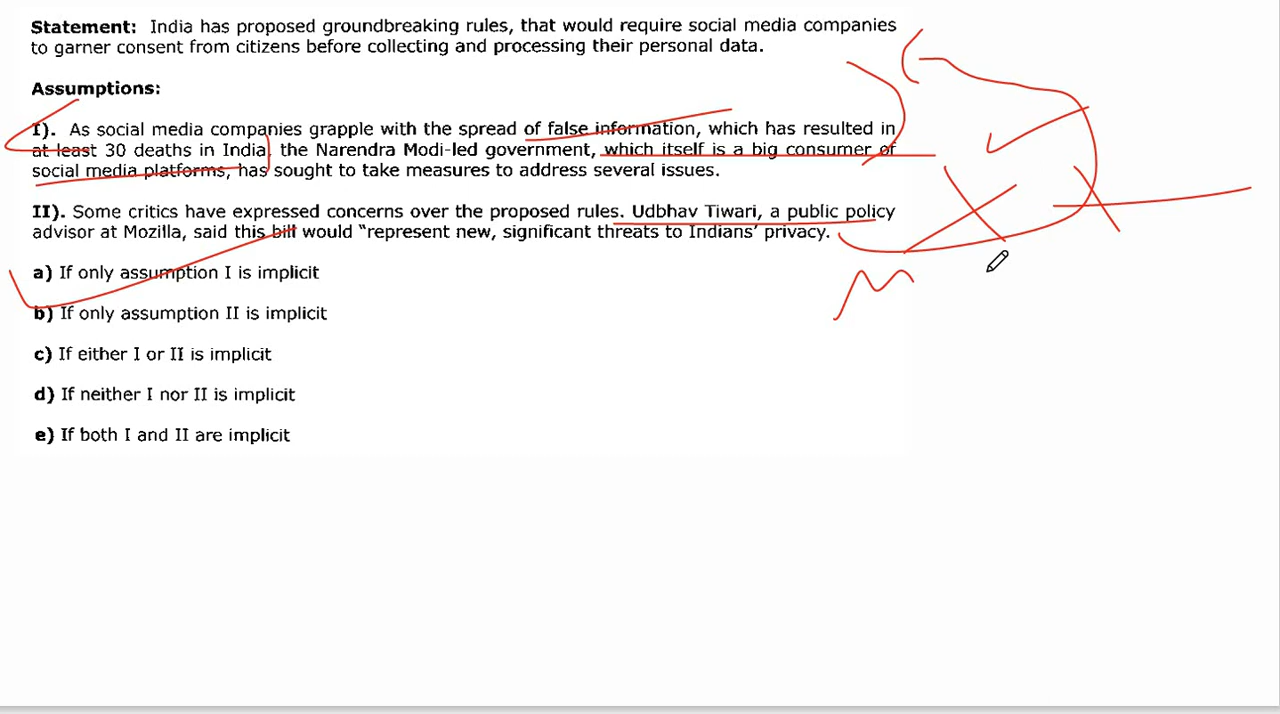 Statement: India has proposed groundbreaking rules, that would require social media companies
to garner consent from citizens before collecting and processing their personal data.
Assumptions:
I). As social media companies grapple with the spread of false information, which has resulted in
at least 30 deaths in India, the Narendra Modi-led government, which itself is a big consumer of
social media platforms, has sought to take measures to address several issues.
II). Some critics have expressed concerns over the proposed rules. Udbhav Tiwari, a public policy
advisor at Mozilla, said this bill would “represent new, significant threats to Indians’ privacy.
a) If only assumption I is implicit
b) If only assumption II is implicit
c) If either I or II is implicit
d) If neither I nor II is implicit
e) If both I and II are implicit